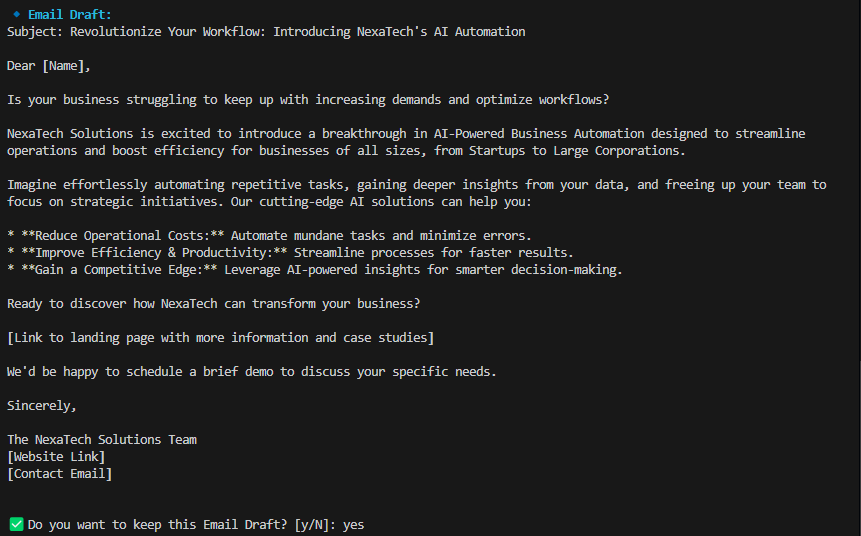 Email Draft:
Subject: Revolutionize Your Workflow: Introducing NexaTech's AI Automation
Dear [Name],
Is your business struggling to keep up with increasing demands and optimize workflows?
NexaTech Solutions is excited to introduce a breakthrough in AI-Powered Business Automation designed to streamline
operations and boost efficiency for businesses of all sizes, from Startups to Large Corporations.
Imagine effortlessly automating repetitive tasks, gaining deeper insights from your data, and freeing up your team to
focus on strategic initiatives. Our cutting-edge AI solutions can help you:
* **Reduce Operational Costs:** Automate mundane tasks and minimize errors.
* **Improve Efficiency & Productivity:** Streamline processes for faster results.
* **Gain a Competitive Edge:** Leverage AI-powered insights for smarter decision-making.
Ready to discover how NexaTech can transform your business?
[Link to landing page with more information and case studies]
We'd be happy to schedule a brief demo to discuss your specific needs.
Sincerely,
The NexaTech Solutions Team
[Website Link]
[Contact Email]
✅ Do you want to keep this Email Draft? [y/N]: yes